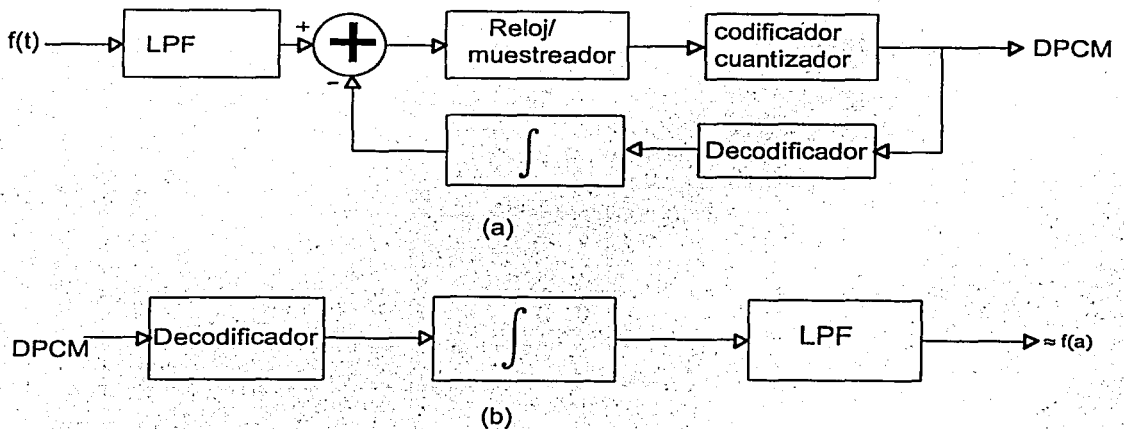 f(t)
LPF
+
-
Reloj/
muestreador
codificador
cuantizador
DPCM
∫
Decodificador
(a)
DPCM
Decodificador
∫
LPF
≈ f(a)
(b)